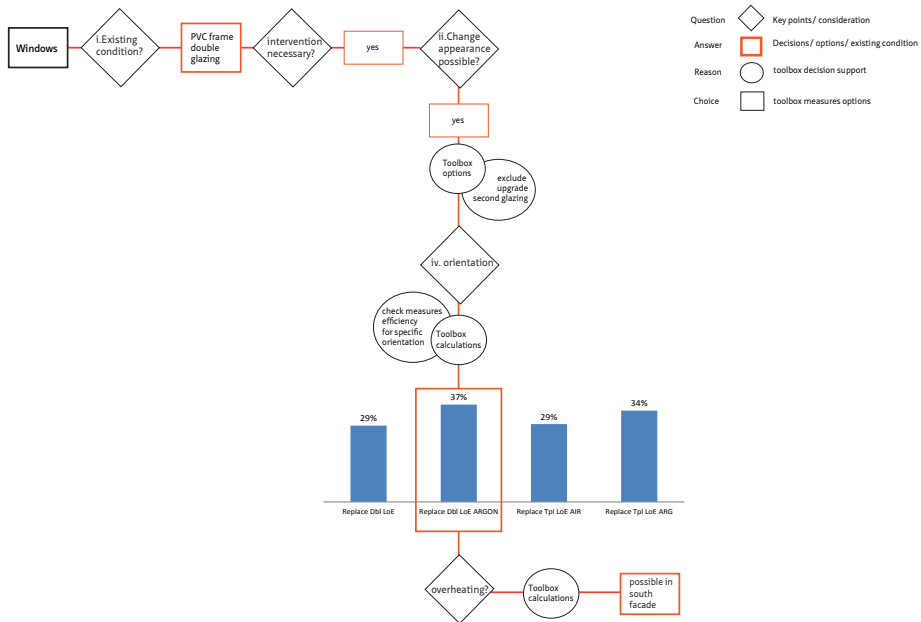 Windows
i.Existing
condition?
PVC frame
double
glazing
intervention
necessary?
yes
ii.Change
appearance
possible?
Question
Key points/ consideration
Answer
Decisions/ options/ existing condition
Reason
toolbox decision support
Choice
toolbox measures options
yes
Toolbox
options
exclude
upgrade
second glazing
iv. orientation
check measures
efficiency
for specific
orientation
Toolbox
calculations
29%
37%
29%
34%
Replace Dbl LoE
Replace Dbl LoE ARGON
Replace Tpl LoE AIR
Replace Tpl LoE ARG
overheating?
Toolbox
calculations
possible in
south
facade